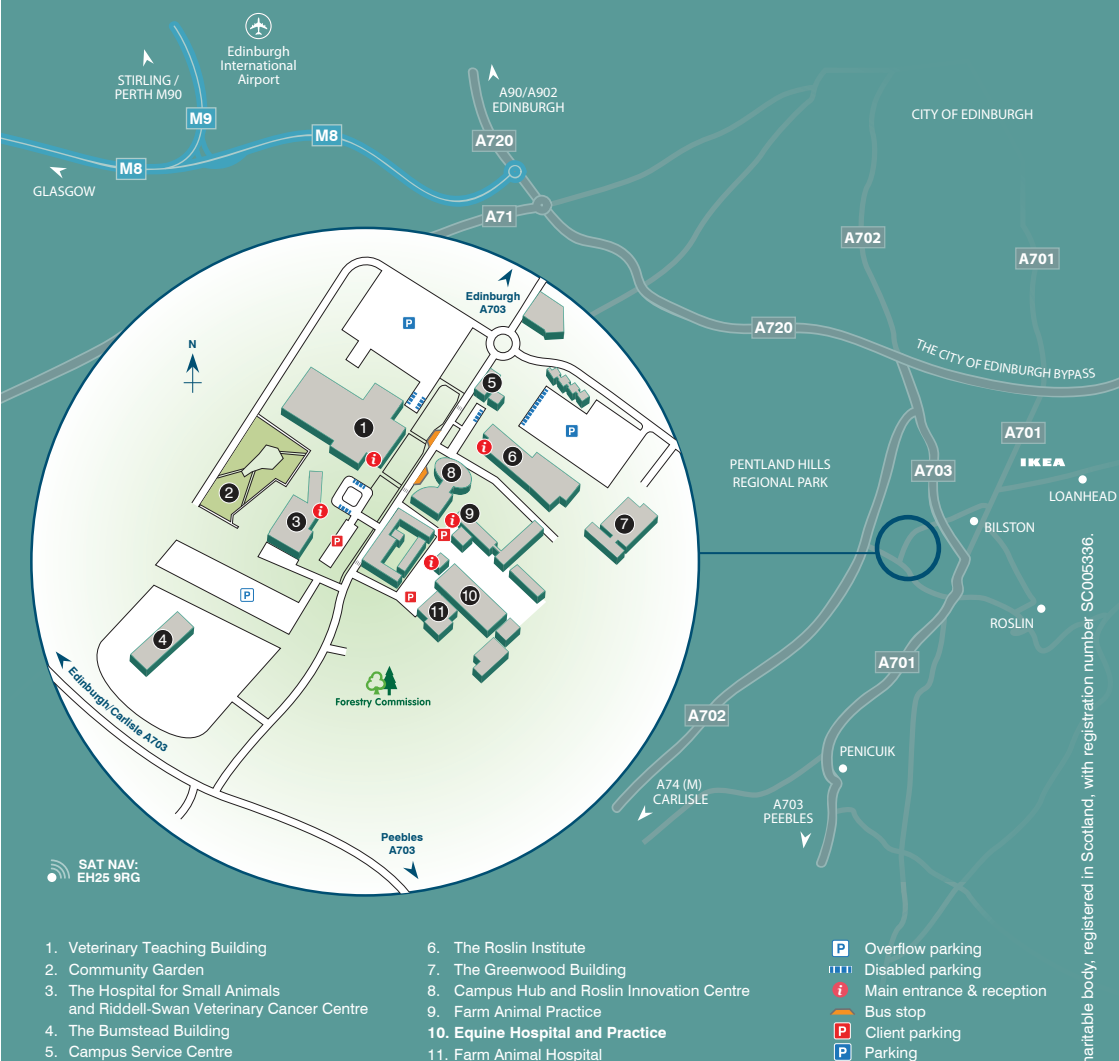 Edinburgh
International
Airport
STIRLING /
PERTH M90
A90/A902
EDINBURGH
CITY OF EDINBURGH
M9
M8
A720
M8
GLASGOW
A71
A702
A701
Edinburgh
A703
P
N
A720
THE CITY OF EDINBURGH BYPASS
5
1
P
i
i
6
A701
IKEA
PENTLAND HILLS
REGIONAL PARK
A703
LOANHEAD
8
2
i
3
i
9
7
BILSTON
P
P
i
P
10
P
11
4
ROSLIN
Forestry Commission
A701
Edinburgh/Carlisle A703
A702
PENICUIK
A74 (M)
CARLISLE
A703
PEEBLES
Peebles
A703
SAT NAV:
EH25 9RG
haritable body, registered in Scotland, with registration number SC005336.
1. Veterinary Teaching Building
2. Community Garden
3. The Hospital for Small Animals
and Riddell-Swan Veterinary Cancer Centre
4. The Bumstead Building
5. Campus Service Centre
6. The Roslin Institute
7. The Greenwood Building
8. Campus Hub and Roslin Innovation Centre
9. Farm Animal Practice
10. Equine Hospital and Practice
11. Farm Animal Hospital
P Overflow parking
Disabled parking
i Main entrance & reception
Bus stop
P Client parking
P Parking